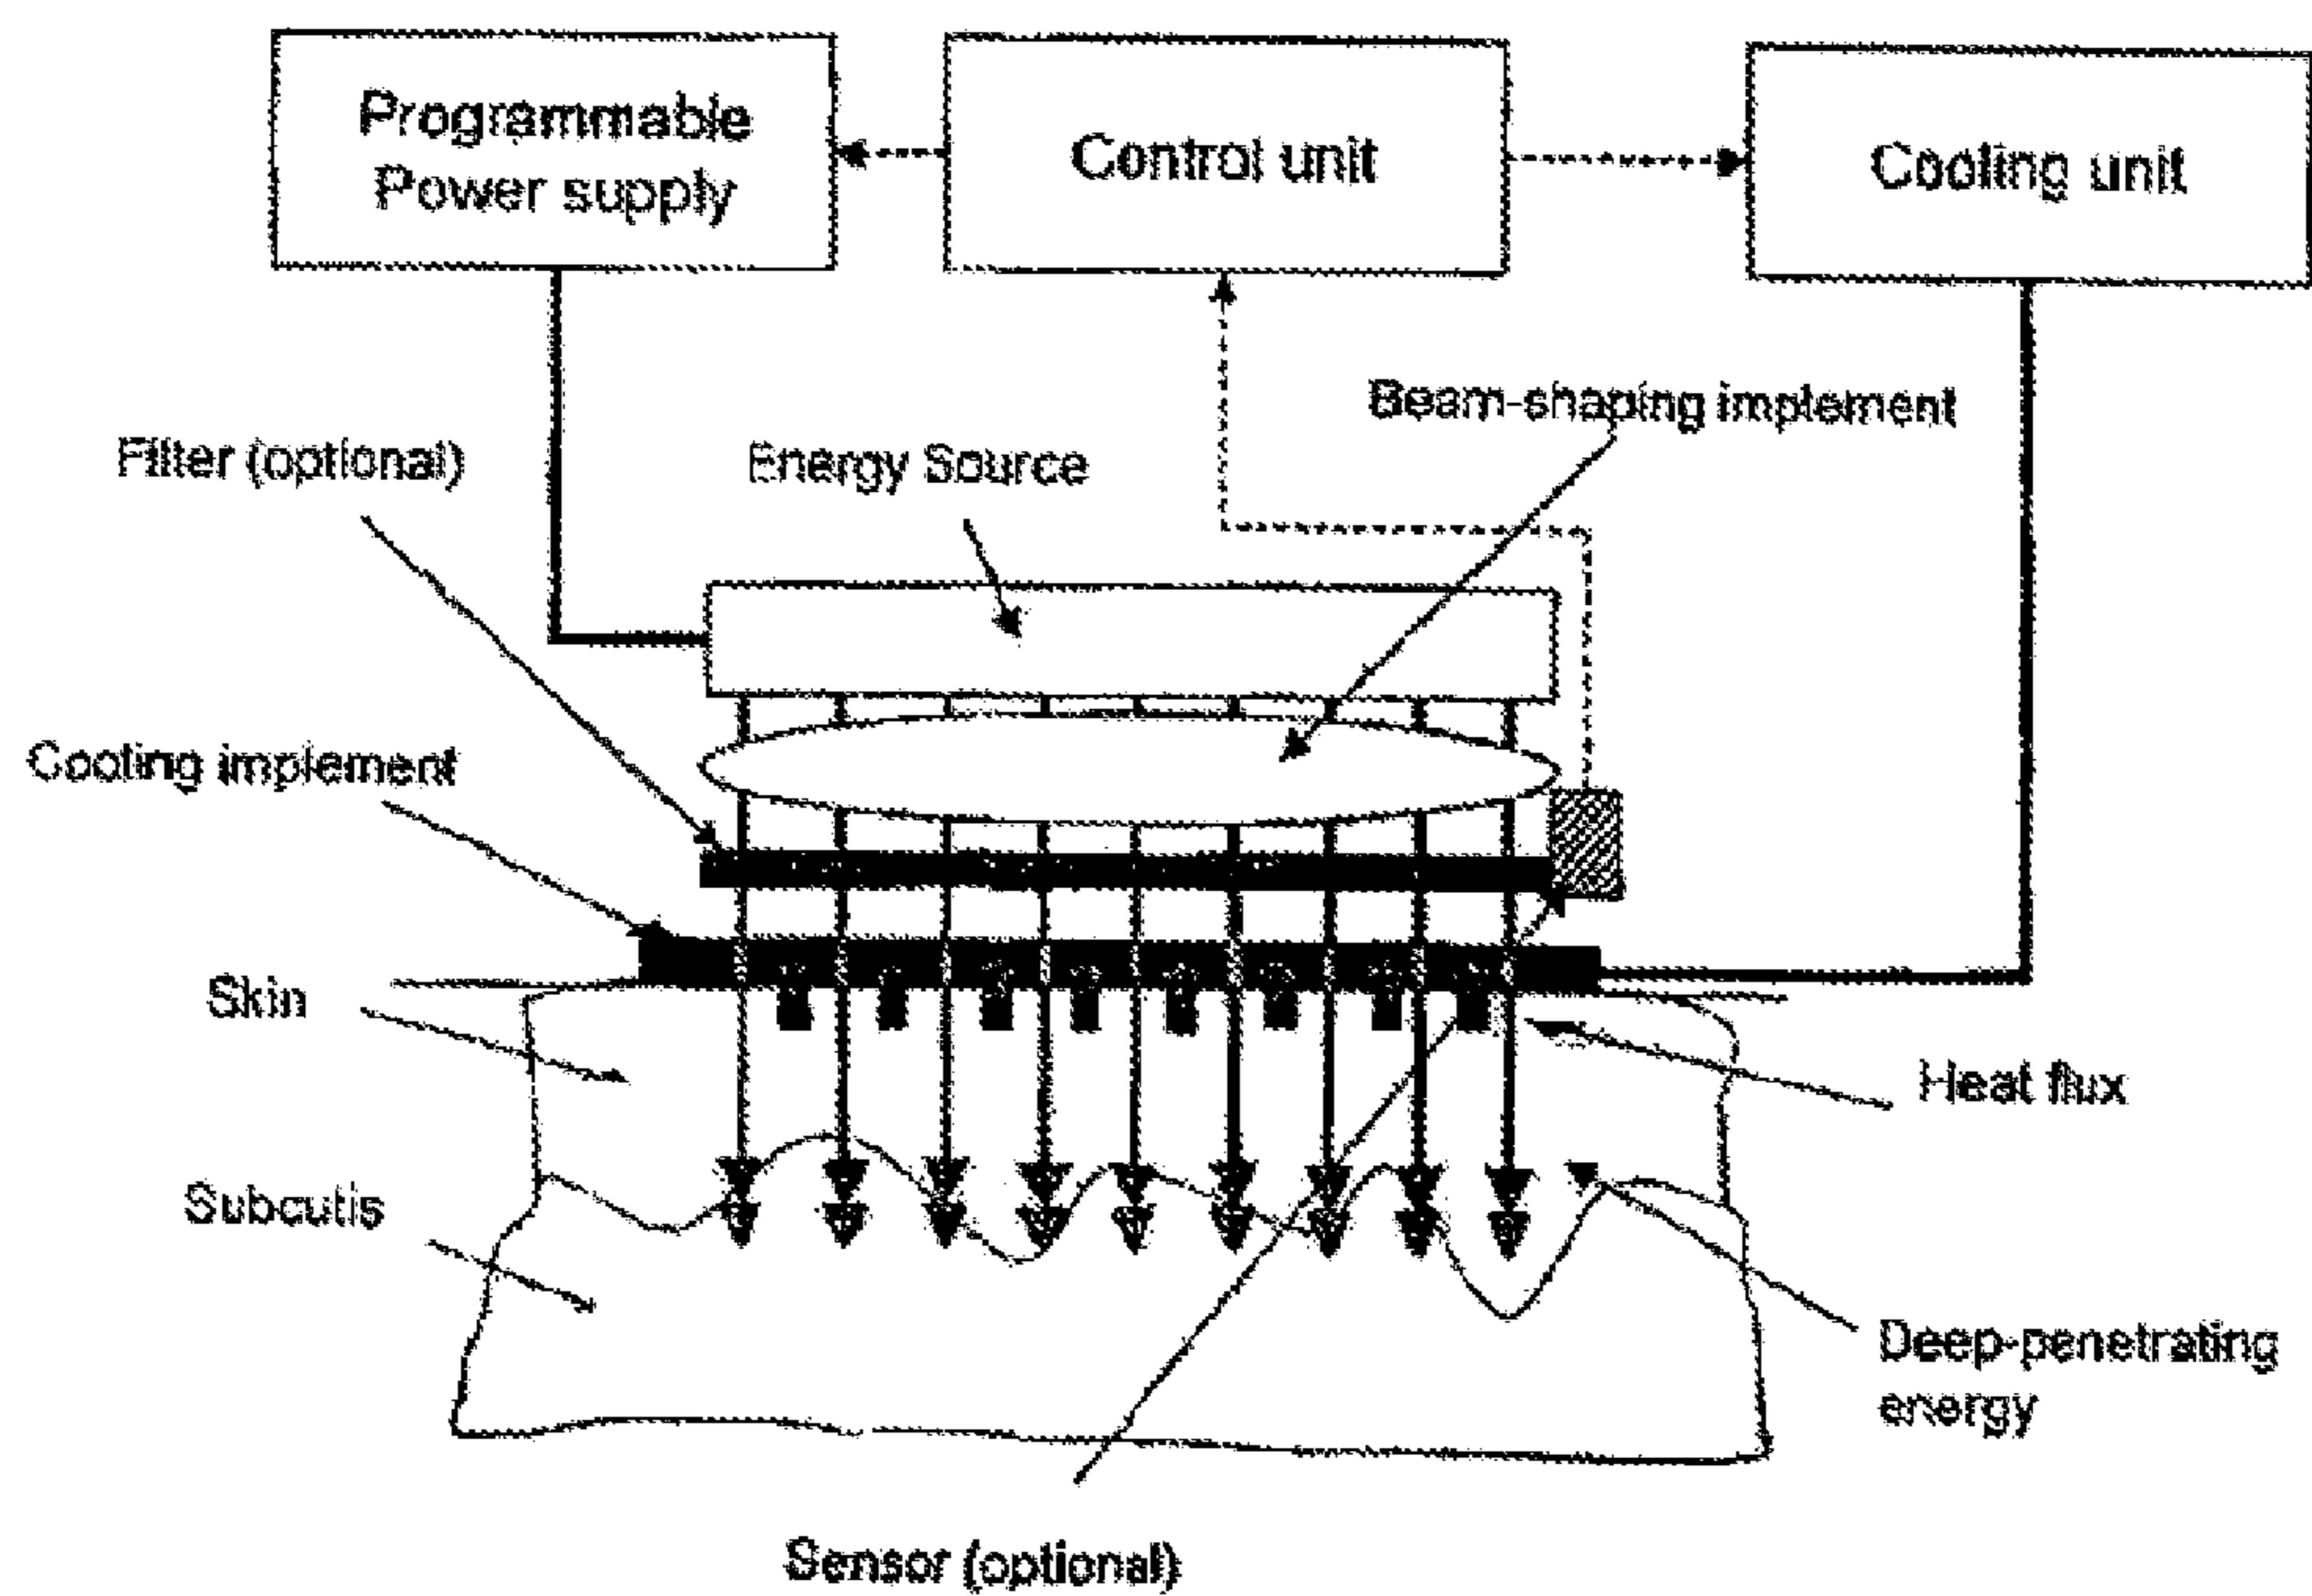 Programmable
Power supply
Control unit
Cooling unit
Beam-shaping implement
Filter (optional)
Energy Source
Cooling implement
Skin
Heat flux
Subcutis
Deep-penetrating
energy
Sensor (optional)